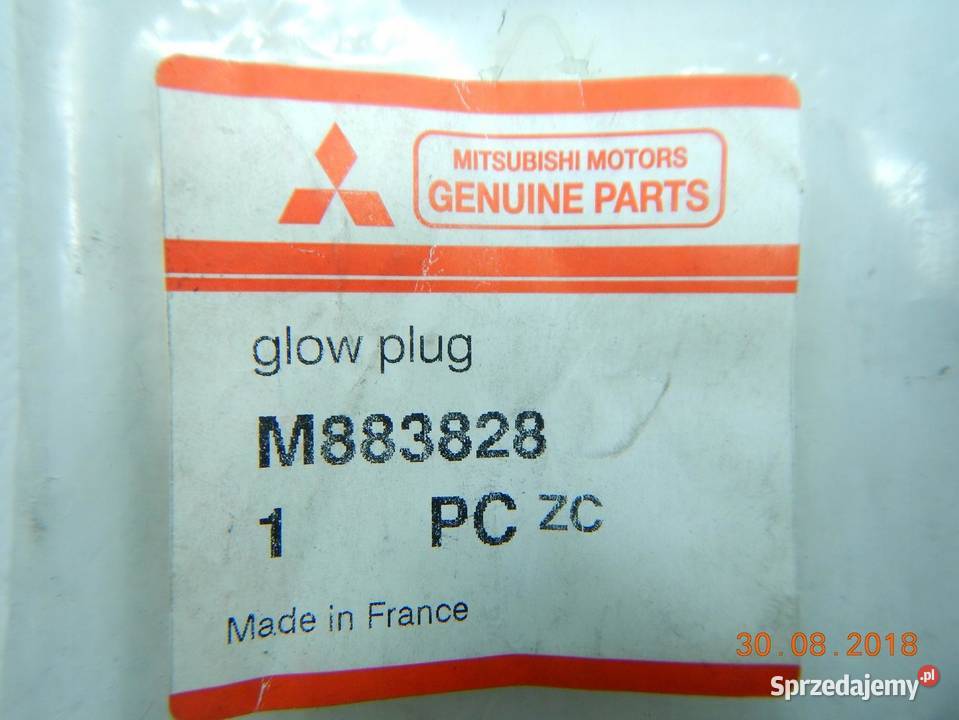 MITSUBISHI MOTORS
GENUINE PARTS
glow plug
M883828
1 PC ZC
Made in France
30.08.2018
Sprzedajemy.pl